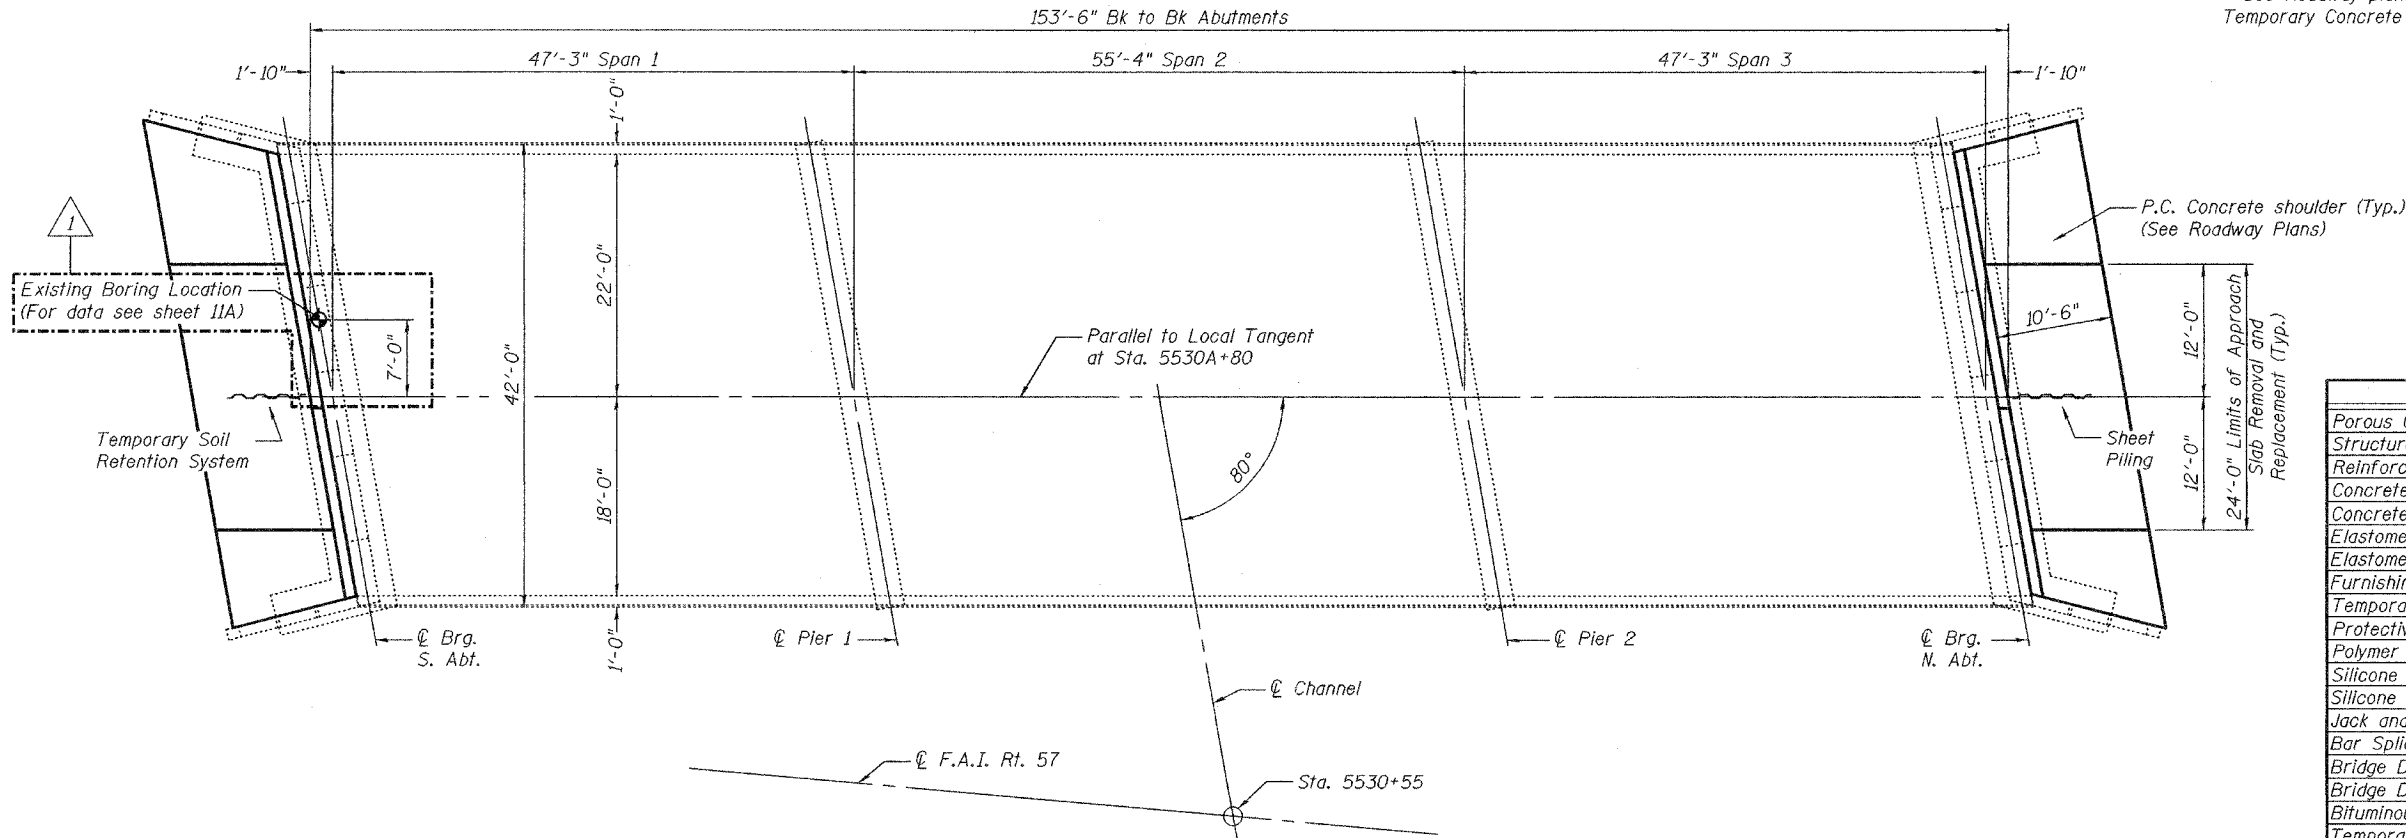 Temporary Concrete
153'-6" Bk to Bk Abutments
47'-3" Span 1
55'-4" Span 2
47'-3" Span 3
1'-10"
1'-10"
1'-0"
1
Existing Boring Location
(For data see sheet 11A)
7'-0"
42'-0"
22'-0"
18'-0"
1'-0"
Parallel to Local Tangent
at Sta. 5530A+80
80°
P.C. Concrete shoulder (Typ.)
(See Roadway Plans)
10'-6"
12'-0"
12'-0"
24'-0" Limits of Approach
Slab Removal and
Replacement (Typ.)
Temporary Soil
Retention System
Sheet
Piling
℄ Brg.
S. Abt.
℄ Pier 1
℄ Pier 2
℄ Brg.
N. Abt.
℄ Channel
℄ F.A.I. Rt. 57
Sta. 5530+55
Porous
Structur
Reinforc
Concrete
Concrete
Elastome
Elastome
Furnishin
Tempora
Protectiv
Polymer
Silicone
Silicone
Jack and
Bar Splic
Bridge D
Bridge D
Bitumino
Tempora